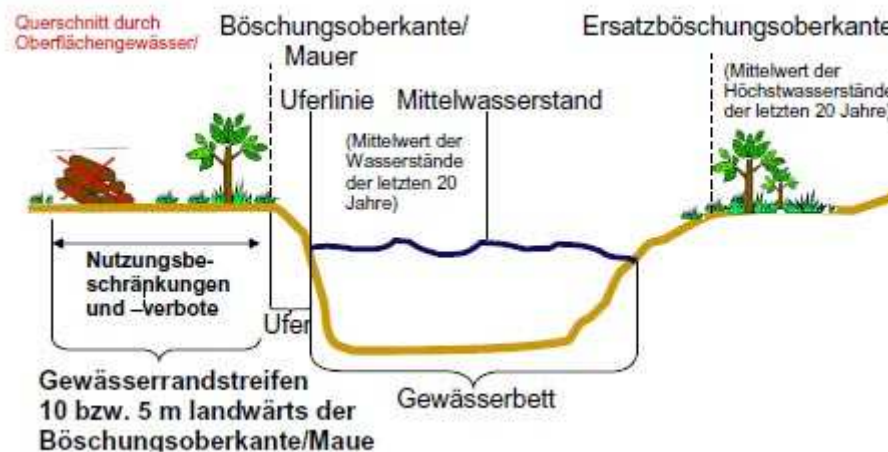 Querschnitt durch
Oberflächengewässer/
Böschungsoberkante/
Mauer
Ersatzböschungsoberkante
(Mittelwert der
Höchstwasserstände
der letzten 20 Jahre)
Uferlinie
Mittelwasserstand
(Mittelwert der
Wasserstände
der letzten 20
Jahre)
Nutzungsbe-
schränkungen
und –verbote
Ufer
Gewässerrandstreifen
10 bzw. 5 m landwärts der
Böschungsoberkante/Maue
Gewässerbett